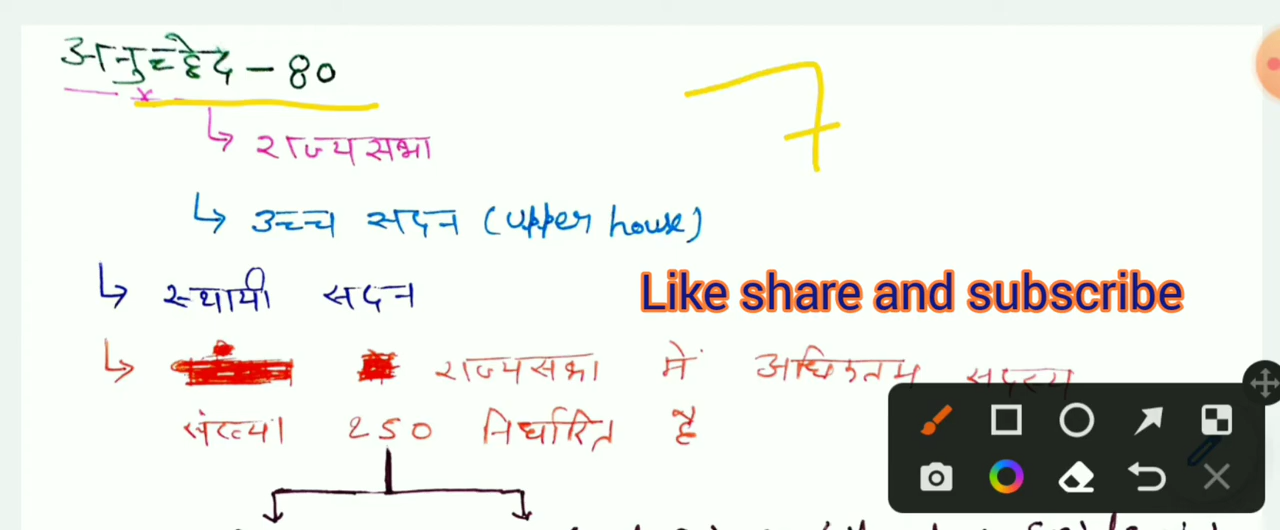 अनुच्छेद - 80
↳ राज्यसभा
↳ उच्च सदन (upper house)
↳ स्थायी सदन
Like share and subscribe
↳ राज्यसभा में अधिकतम सदस्य
संख्या 250 निर्धारित है